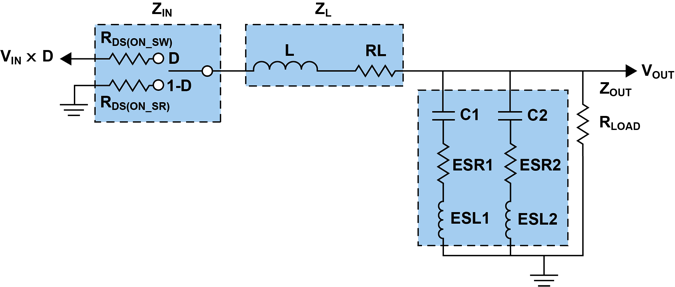 Z_IN
Z_L
R_DS(ON_SW)
V_IN × D
D
L
RL
1-D
R_DS(ON_SR)
V_OUT
Z_OUT
R_LOAD
C1
C2
ESR1
ESR2
ESL1
ESL2